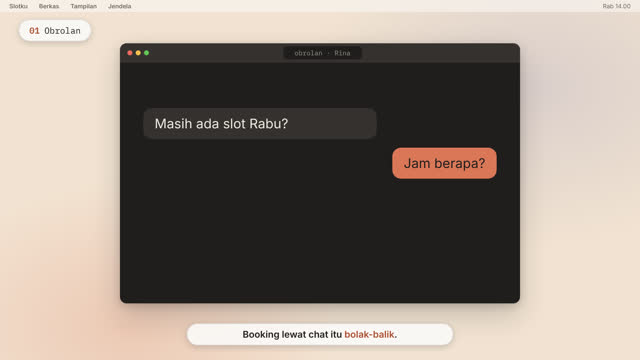 Slotku Berkas Tampilan Jendela Rab 14.00
01 Obrolan
obrolan · Rina
Masih ada slot Rabu?
Jam berapa?
Booking lewat chat itu bolak-balik.